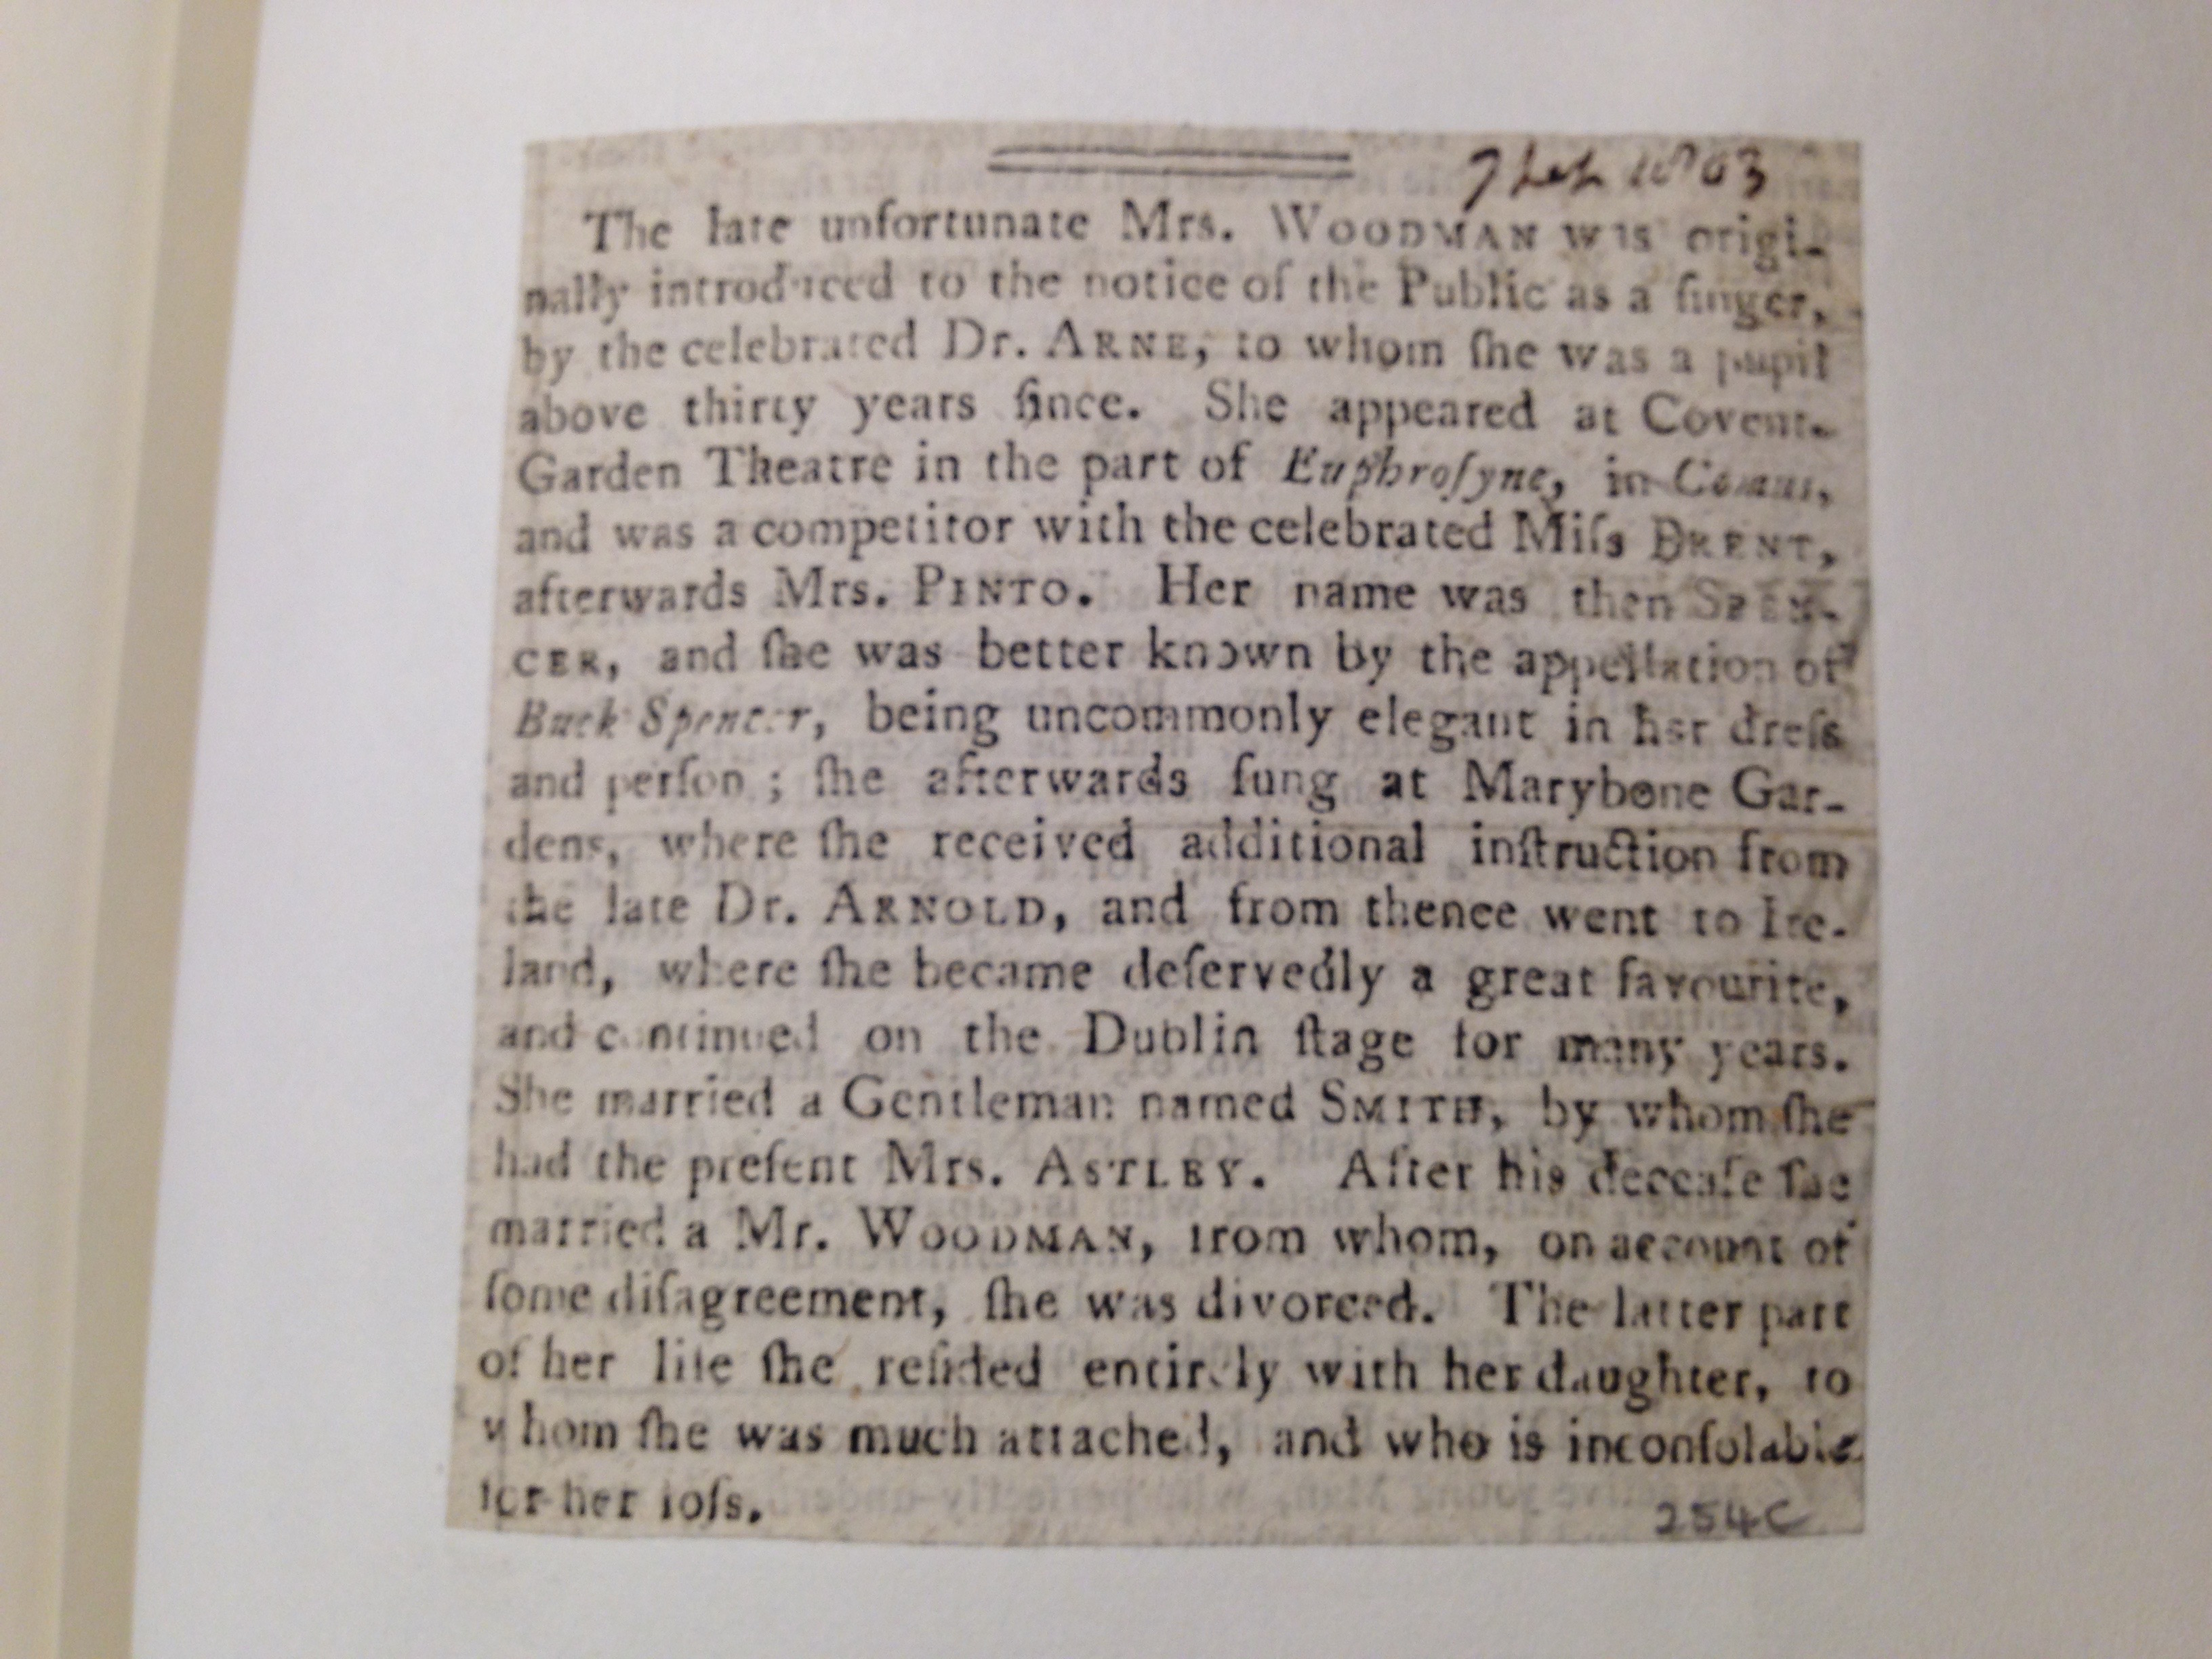 7 Sep 1803
The late unfortunate Mrs. WOODMAN was origi-
nally introduced to the notice of the Public as a ſinger,
by the celebrated Dr. ARNE, to whom ſhe was a pupil
above thirty years ſince. She appeared at Covent-
Garden Theatre in the part of Euphroſyne, in Comus,
and was a competitor with the celebrated Miſs BRENT,
afterwards Mrs. PINTO. Her name was then SPEN-
CER, and ſhe was better known by the appellation of
Buck Spencer, being uncommonly elegant in her dreſs
and perſon ; ſhe afterwards ſung at Marybone Gar-
dens, where ſhe received additional inſtruction from
the late Dr. ARNOLD, and from thence went to Ire-
land, where ſhe became deſervedly a great favourite,
and continued on the Dublin ſtage for many years.
She married a Gentleman named SMITH, by whom ſhe
had the preſent Mrs. ASTLEY. After his deceaſe ſhe
married a Mr. WOODMAN, from whom, on account of
ſome diſagreement, ſhe was divorced. The latter part
of her life ſhe reſided entirely with her daughter, to
whom ſhe was much attached, and who is inconſolable
for her loſs.
254C